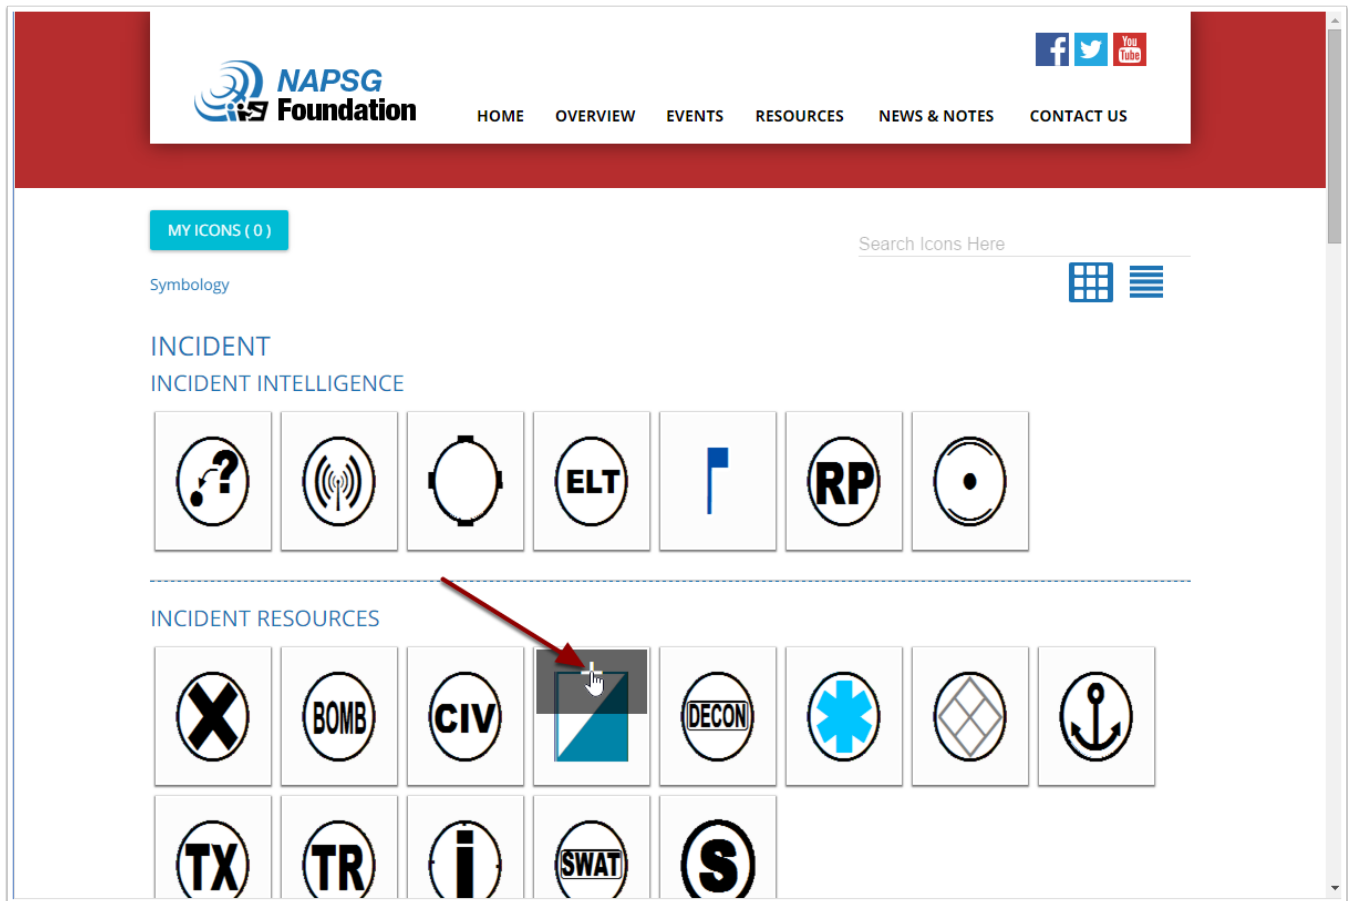 You
Tube
NAPSG
Foundation
HOME OVERVIEW EVENTS RESOURCES NEWS & NOTES CONTACT US
MY ICONS ( 0 )
Search Icons Here
Symbology
INCIDENT
INCIDENT INTELLIGENCE
? ELT RP
INCIDENT RESOURCES
X BOMB CIV DECON
TX TR i SWAT S